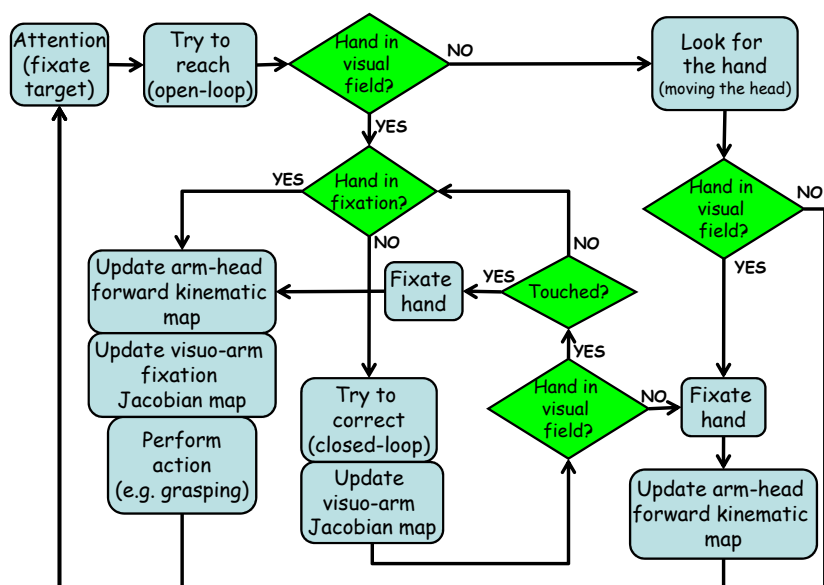 Attention
(fixate
target)
Try to
reach
(open-loop)
Hand in
visual
field?
NO
Look for
the hand
(moving the head)
YES
YES
Hand in
fixation?
NO
Hand in
visual
field?
NO
YES
Update arm-head
forward kinematic
map
Fixate
hand
YES
Touched?
NO
Update visuo-arm
fixation
Jacobian map
YES
Try to
correct
(closed-loop)
Hand in
visual
field?
NO
Fixate
hand
Perform
action
(e.g. grasping)
Update
visuo-arm
Jacobian map
Update arm-head
forward kinematic
map